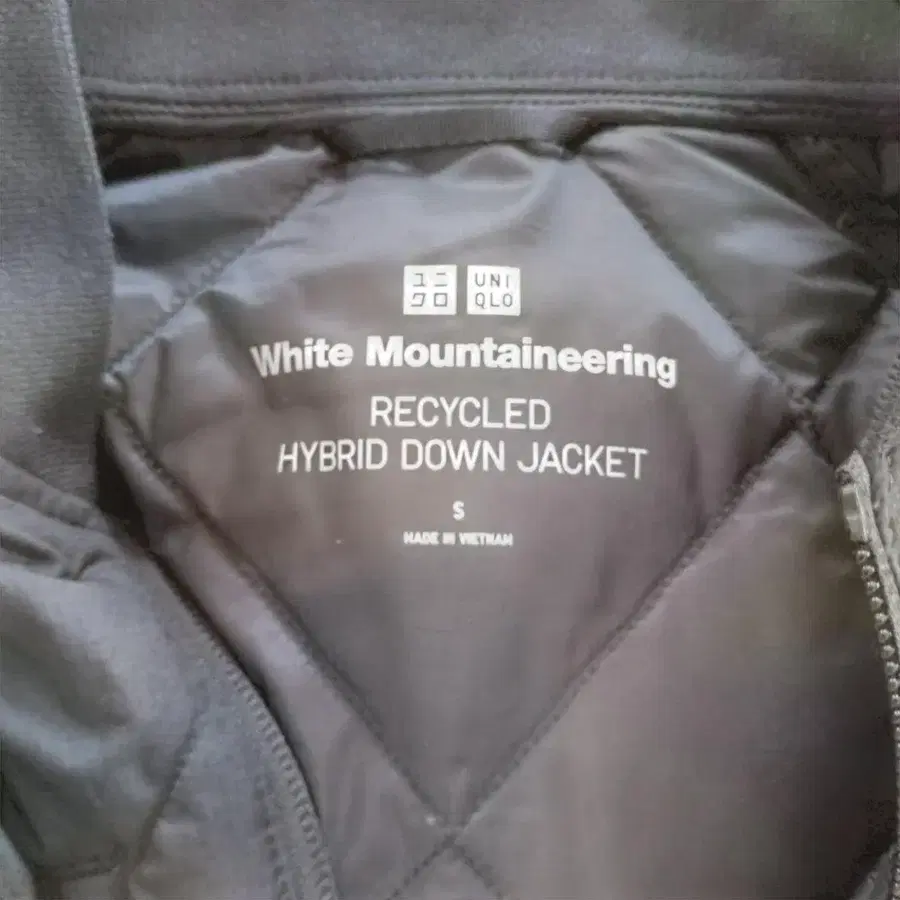 ユニ UNI
クロ QLO
White Mountaineering
RECYCLED
HYBRID DOWN JACKET
S
MADE IN VIETNAM